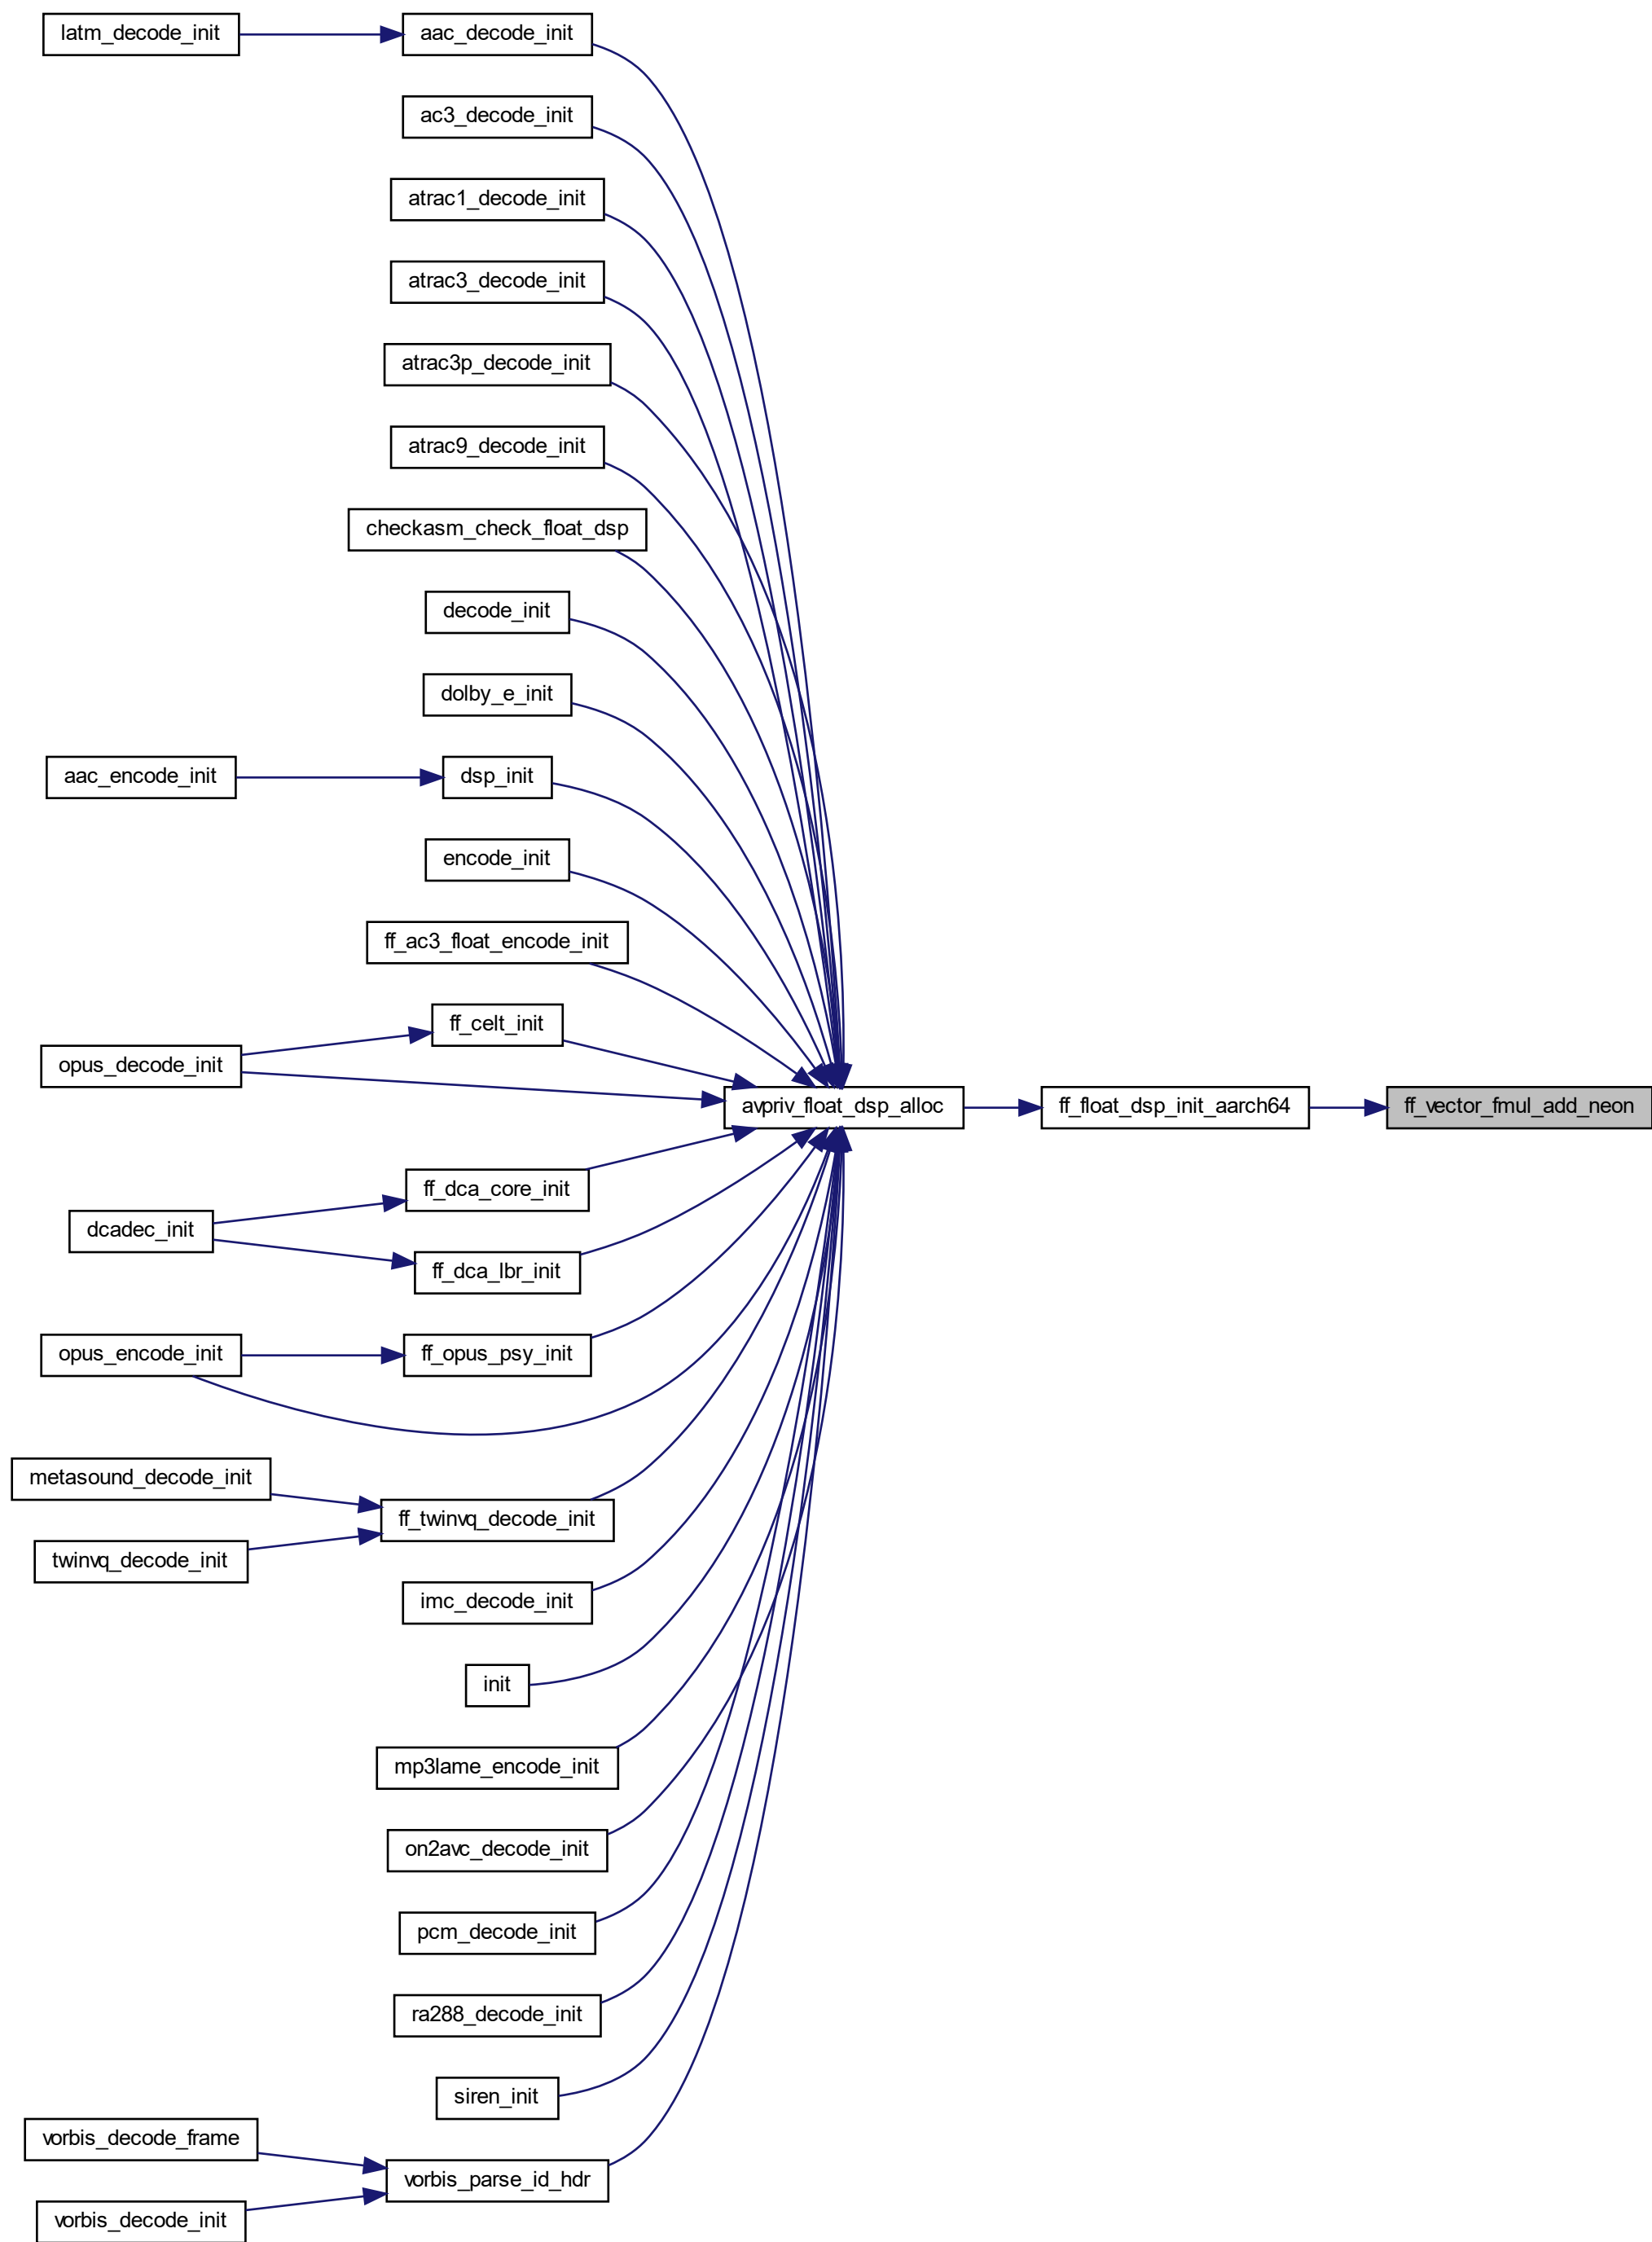 latm_decode_init
aac_decode_init
ac3_decode_init
atrac1_decode_init
atrac3_decode_init
atrac3p_decode_init
atrac9_decode_init
checkasm_check_float_dsp
decode_init
dolby_e_init
aac_encode_init
dsp_init
encode_init
ff_ac3_float_encode_init
ff_celt_init
opus_decode_init
avpriv_float_dsp_alloc
ff_float_dsp_init_aarch64
ff_vector_fmul_add_neon
ff_dca_core_init
dcadec_init
ff_dca_lbr_init
opus_encode_init
ff_opus_psy_init
metasound_decode_init
ff_twinvq_decode_init
twinvq_decode_init
imc_decode_init
init
mp3lame_encode_init
on2avc_decode_init
pcm_decode_init
ra288_decode_init
siren_init
vorbis_decode_frame
vorbis_parse_id_hdr
vorbis_decode_init